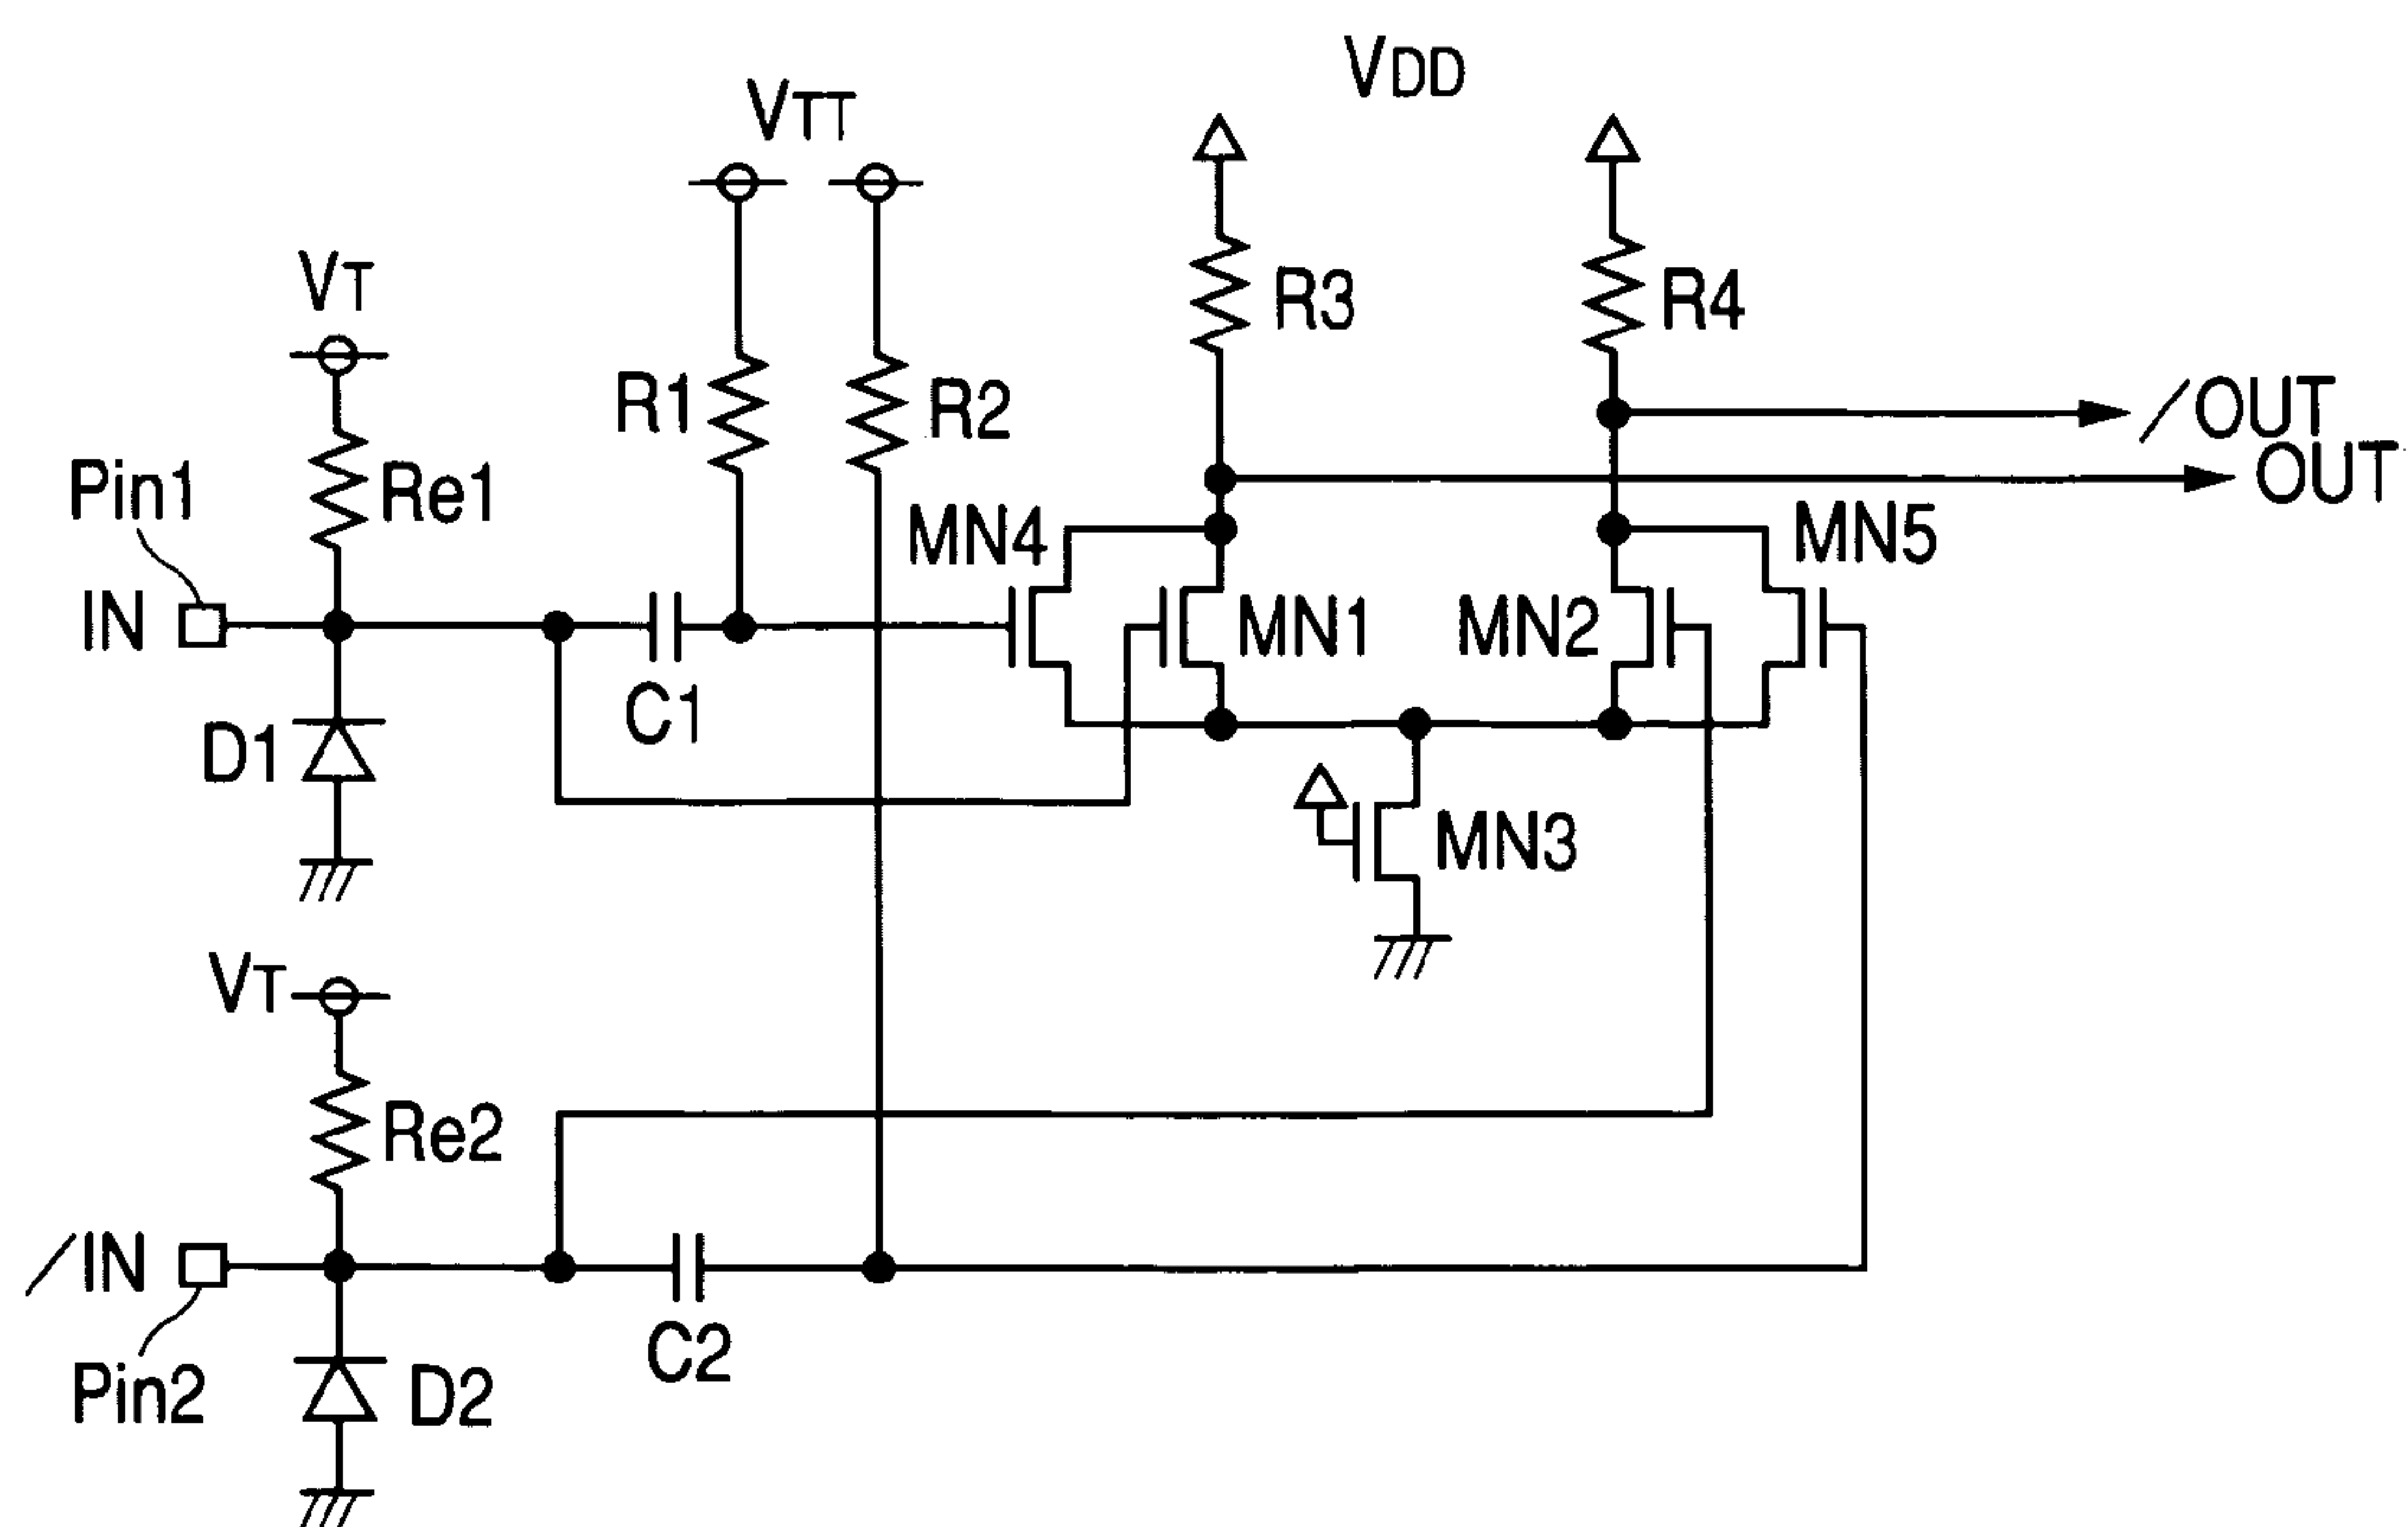 VDD
VTT
VT
R3
R4
R1
R2
/OUT
OUT
Pin1
Re1
MN4
MN5
IN
MN1
MN2
C1
D1
MN3
VT
Re2
/IN
C2
Pin2
D2